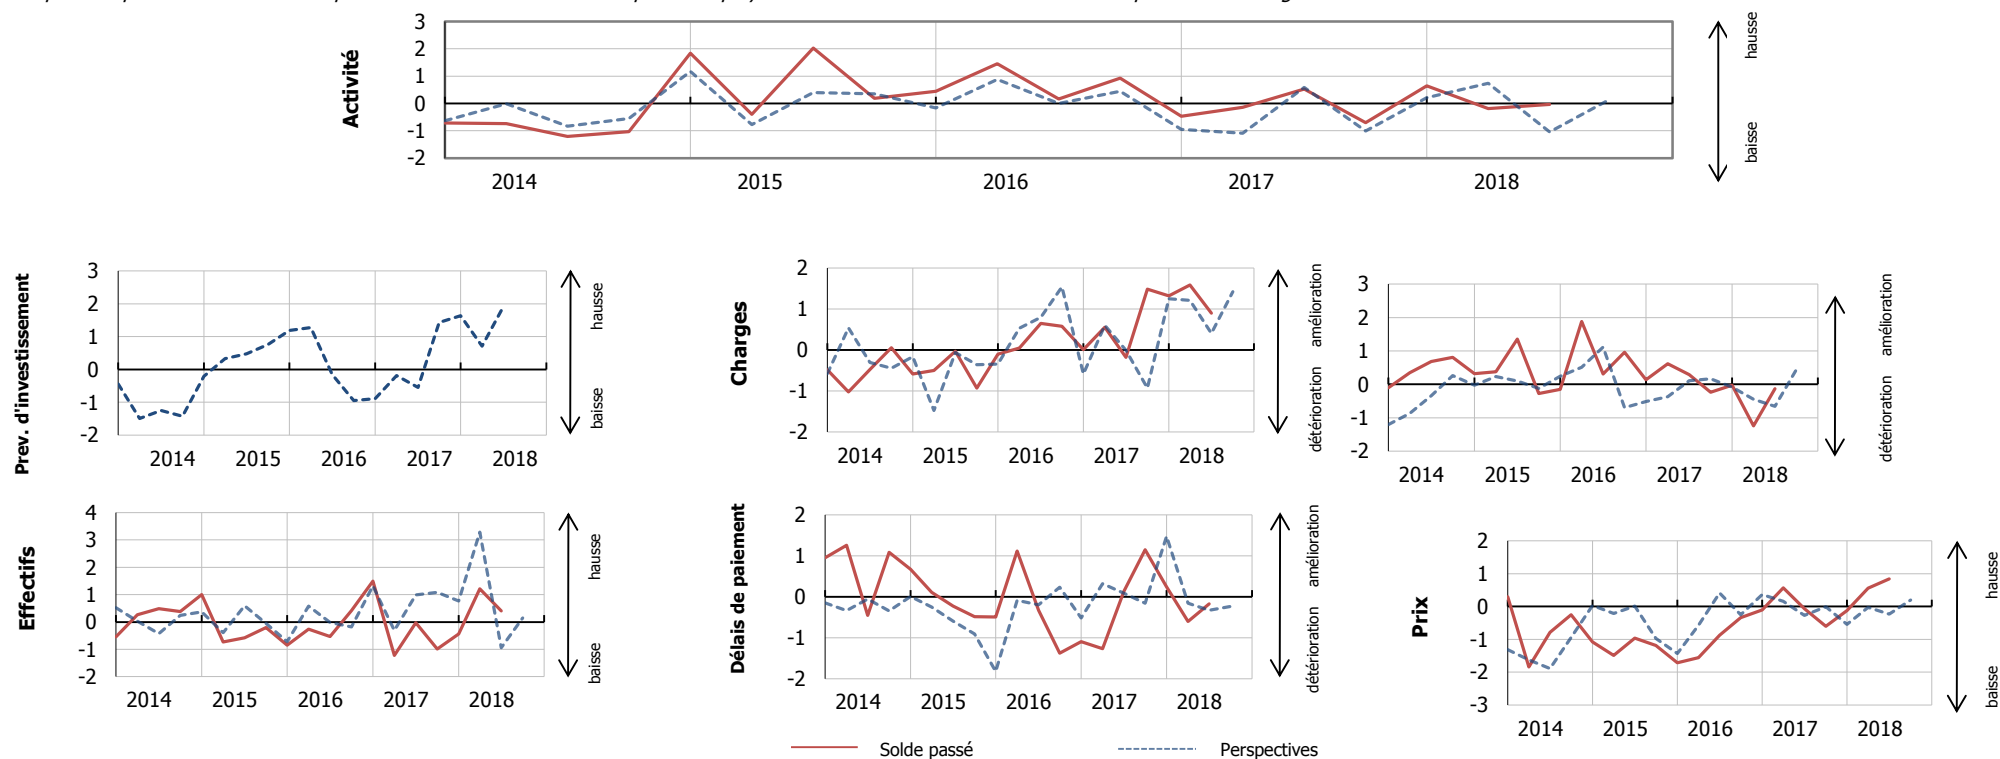 Activité
3
2
1
0
-1
-2
2014 2015 2016 2017 2018
hausse
baisse
Prev. d'investissement
3
2
1
0
-1
-2
2014 2015 2016 2017 2018
hausse
baisse
Charges
2
1
0
-1
-2
2014 2015 2016 2017 2018
amélioration
détérioration
3
2
1
0
-1
-2
2014 2015 2016 2017 2018
amélioration
détérioration
Effectifs
4
3
2
1
0
-1
-2
2014 2015 2016 2017 2018
hausse
baisse
Délais de paiement
2
1
0
-1
-2
2014 2015 2016 2017 2018
amélioration
détérioration
Prix
2
1
0
-1
-2
-3
2014 2015 2016 2017 2018
hausse
baisse
Solde passé Perspectives